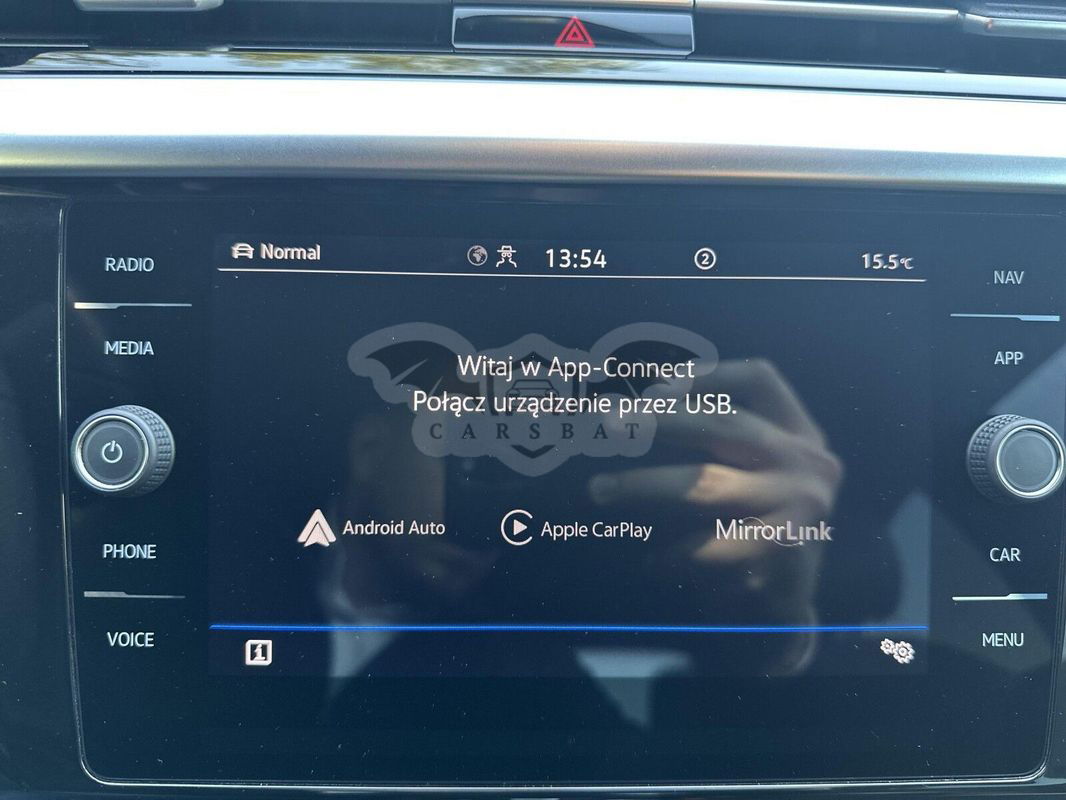 Normal
13:54
2
15.5°C
RADIO
MEDIA
PHONE
VOICE
NAV
APP
CAR
MENU
Witaj w App-Connect
Połącz urządzenie przez USB.
CARSBAT
Android Auto
Apple CarPlay
MirrorLink